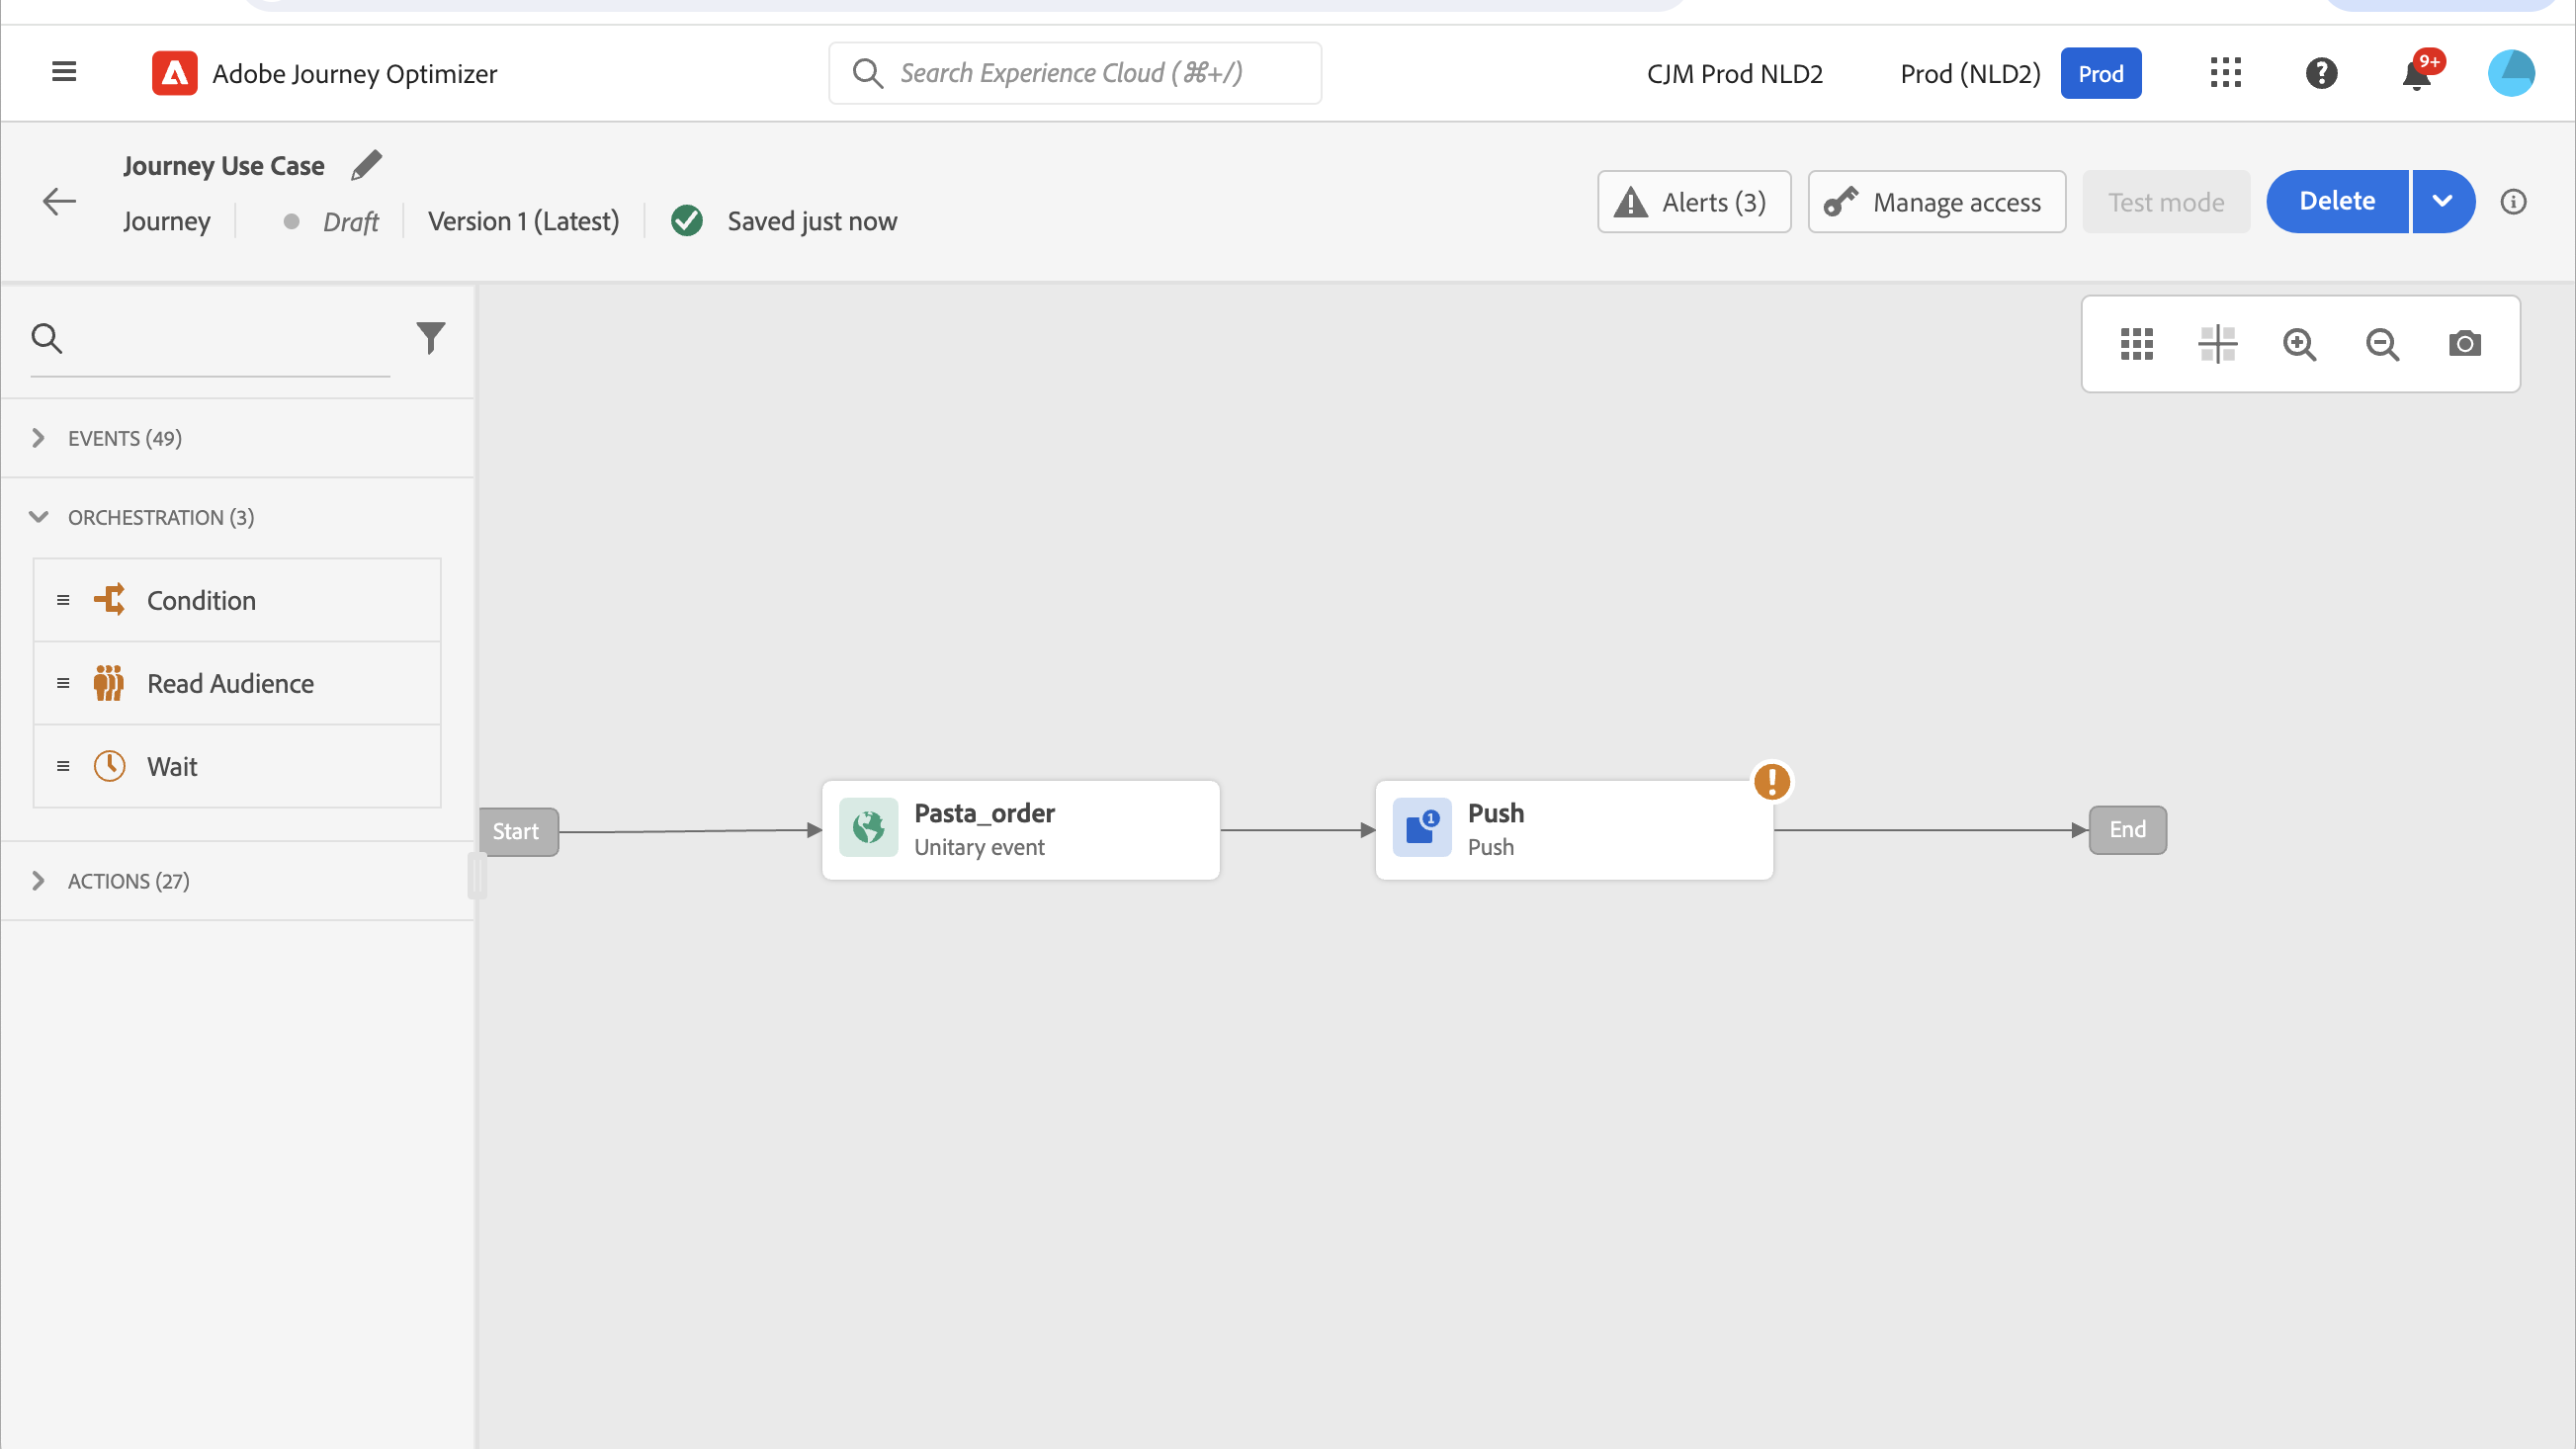 Adobe Journey Optimizer
Search Experience Cloud (⌘+/)
CJM Prod NLD2
Prod (NLD2)
Prod
9+
Journey Use Case
Journey
Draft
Version 1 (Latest)
Saved just now
Alerts (3)
Manage access
Test mode
Delete
EVENTS (49)
ORCHESTRATION (3)
Condition
Read Audience
Wait
ACTIONS (27)
Start
Pasta_order
Unitary event
1
Push
Push
End